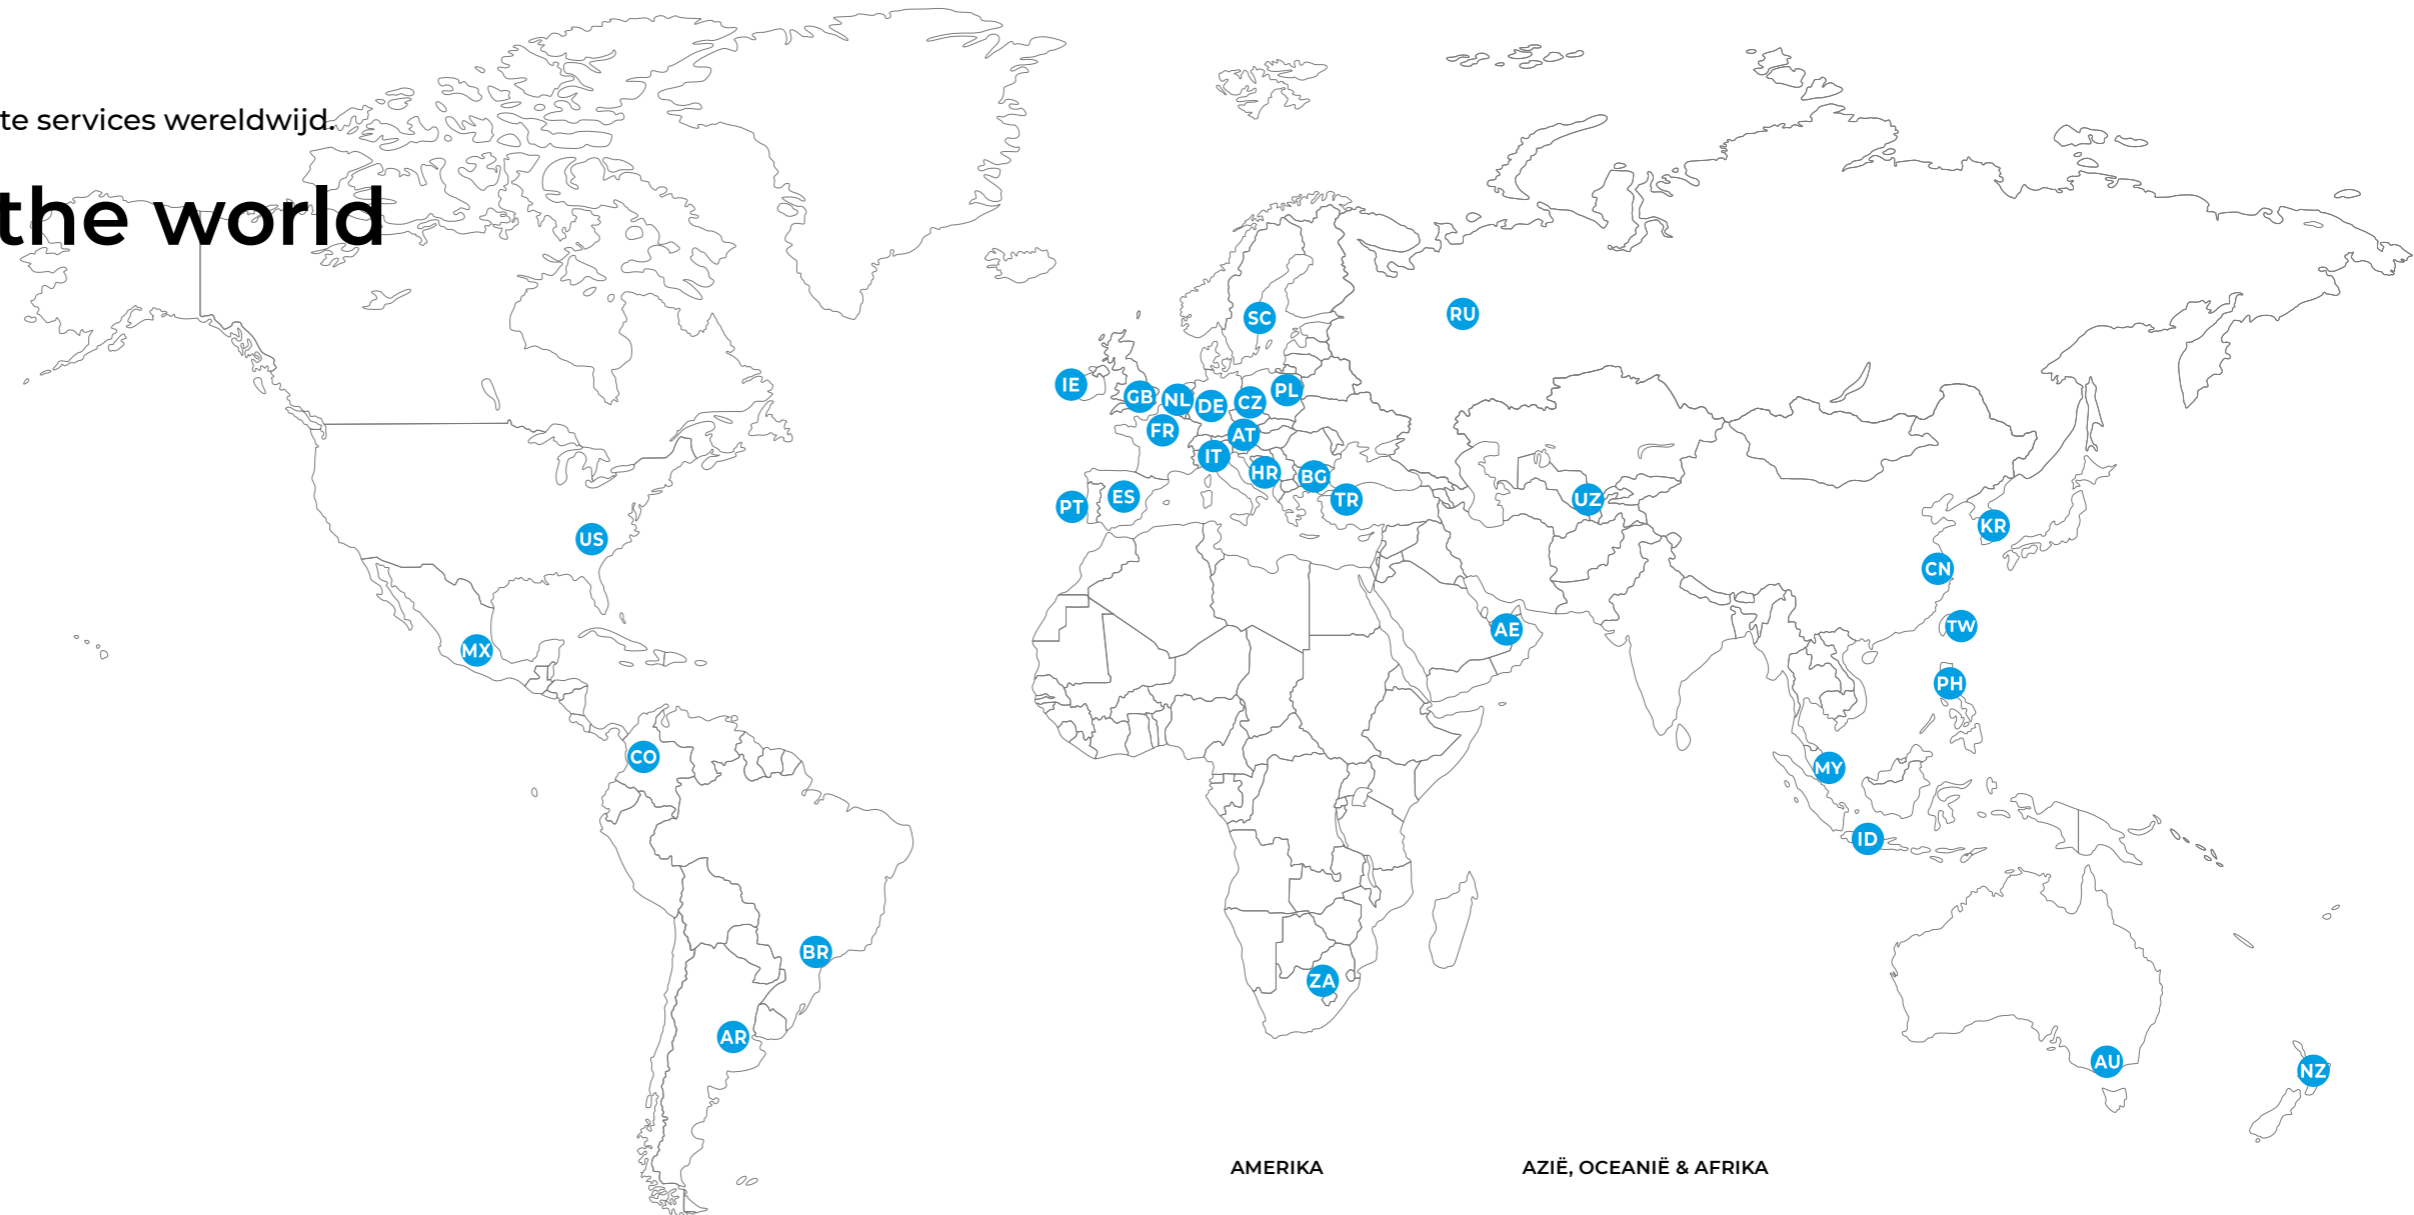 te services wereldwijd.
the world
SC
RU
IE
GB
NL
DE
CZ
PL
FR
AT
IT
HR
BG
PT
ES
TR
UZ
US
KR
CN
MX
AE
TW
PH
CO
MY
ID
BR
ZA
AR
AU
NZ
AMERIKA
AZIË, OCEANIË & AFRIKA